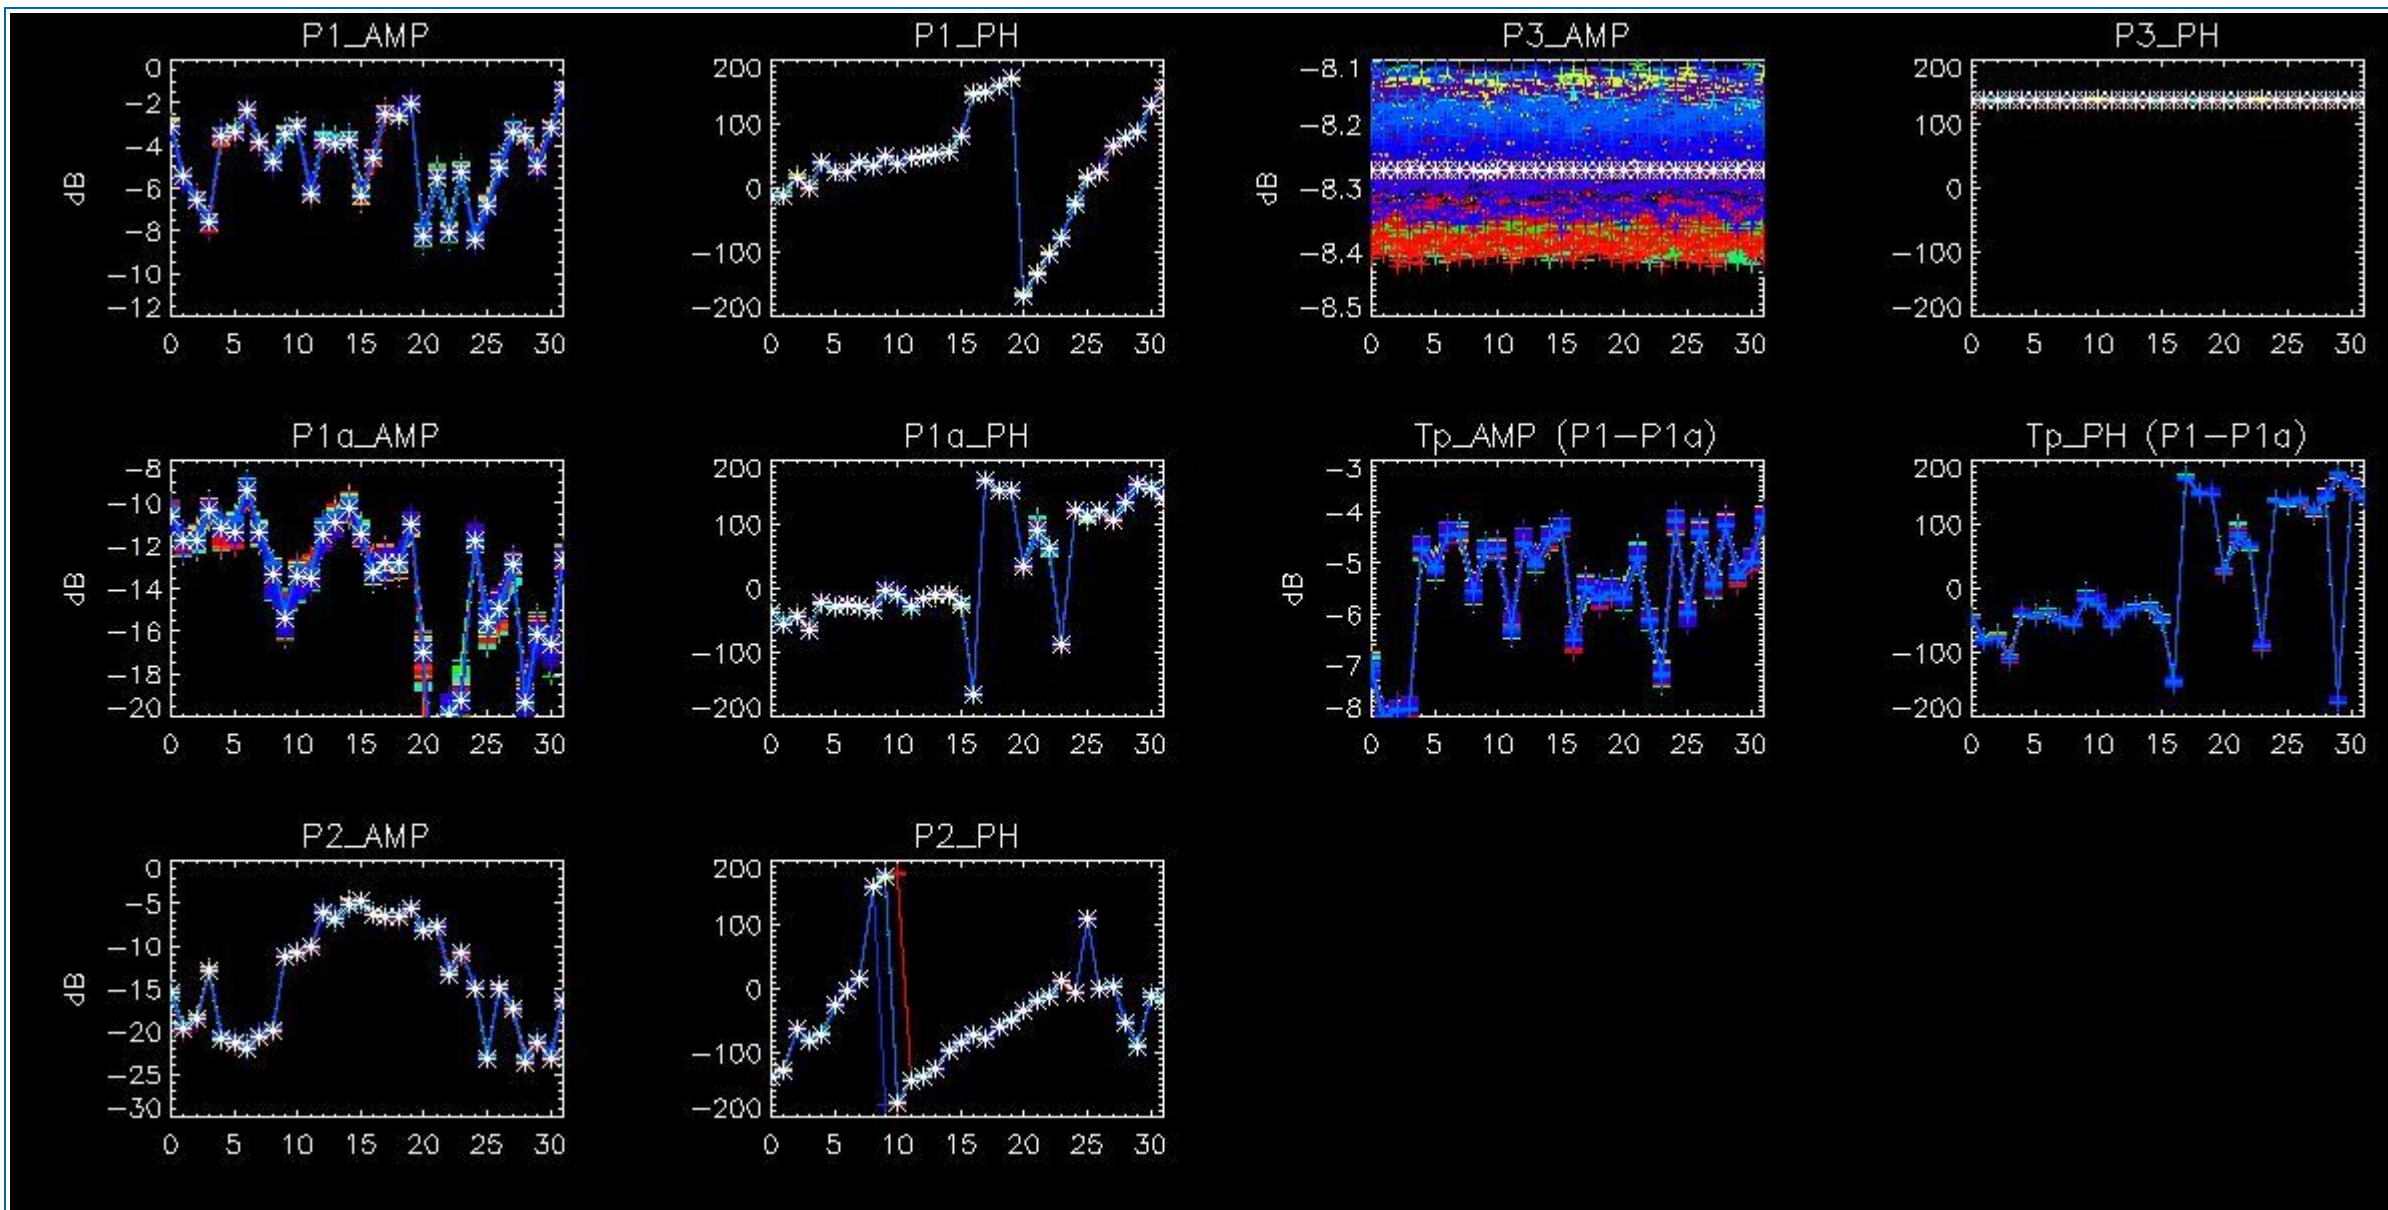 P1_AMP P1_PH P3_AMP P3_PH
0 200 -8.1 200
-2
100 -8.2 100
-4
dB -6 0 dB -8.3 0
-8
-100 -8.4 -100
-10
-12 -200 -8.5 -200
0 5 10 15 20 25 30 0 5 10 15 20 25 30 0 5 10 15 20 25 30 0 5 10 15 20 25 30
P1a_AMP P1a_PH Tp_AMP (P1-P1a) Tp_PH (P1-P1a)
-8 200 -3 200
-10
-4
100 100
-12
-5
dB -14 0 dB 0
-6
-16
-100 -100
-7
-18
-20 -200 -8 -200
0 5 10 15 20 25 30 0 5 10 15 20 25 30 0 5 10 15 20 25 30 0 5 10 15 20 25 30
P2_AMP P2_PH
0 200
-5
100
-10
dB -15 0
-20
-100
-25
-30 -200
0 5 10 15 20 25 30 0 5 10 15 20 25 30